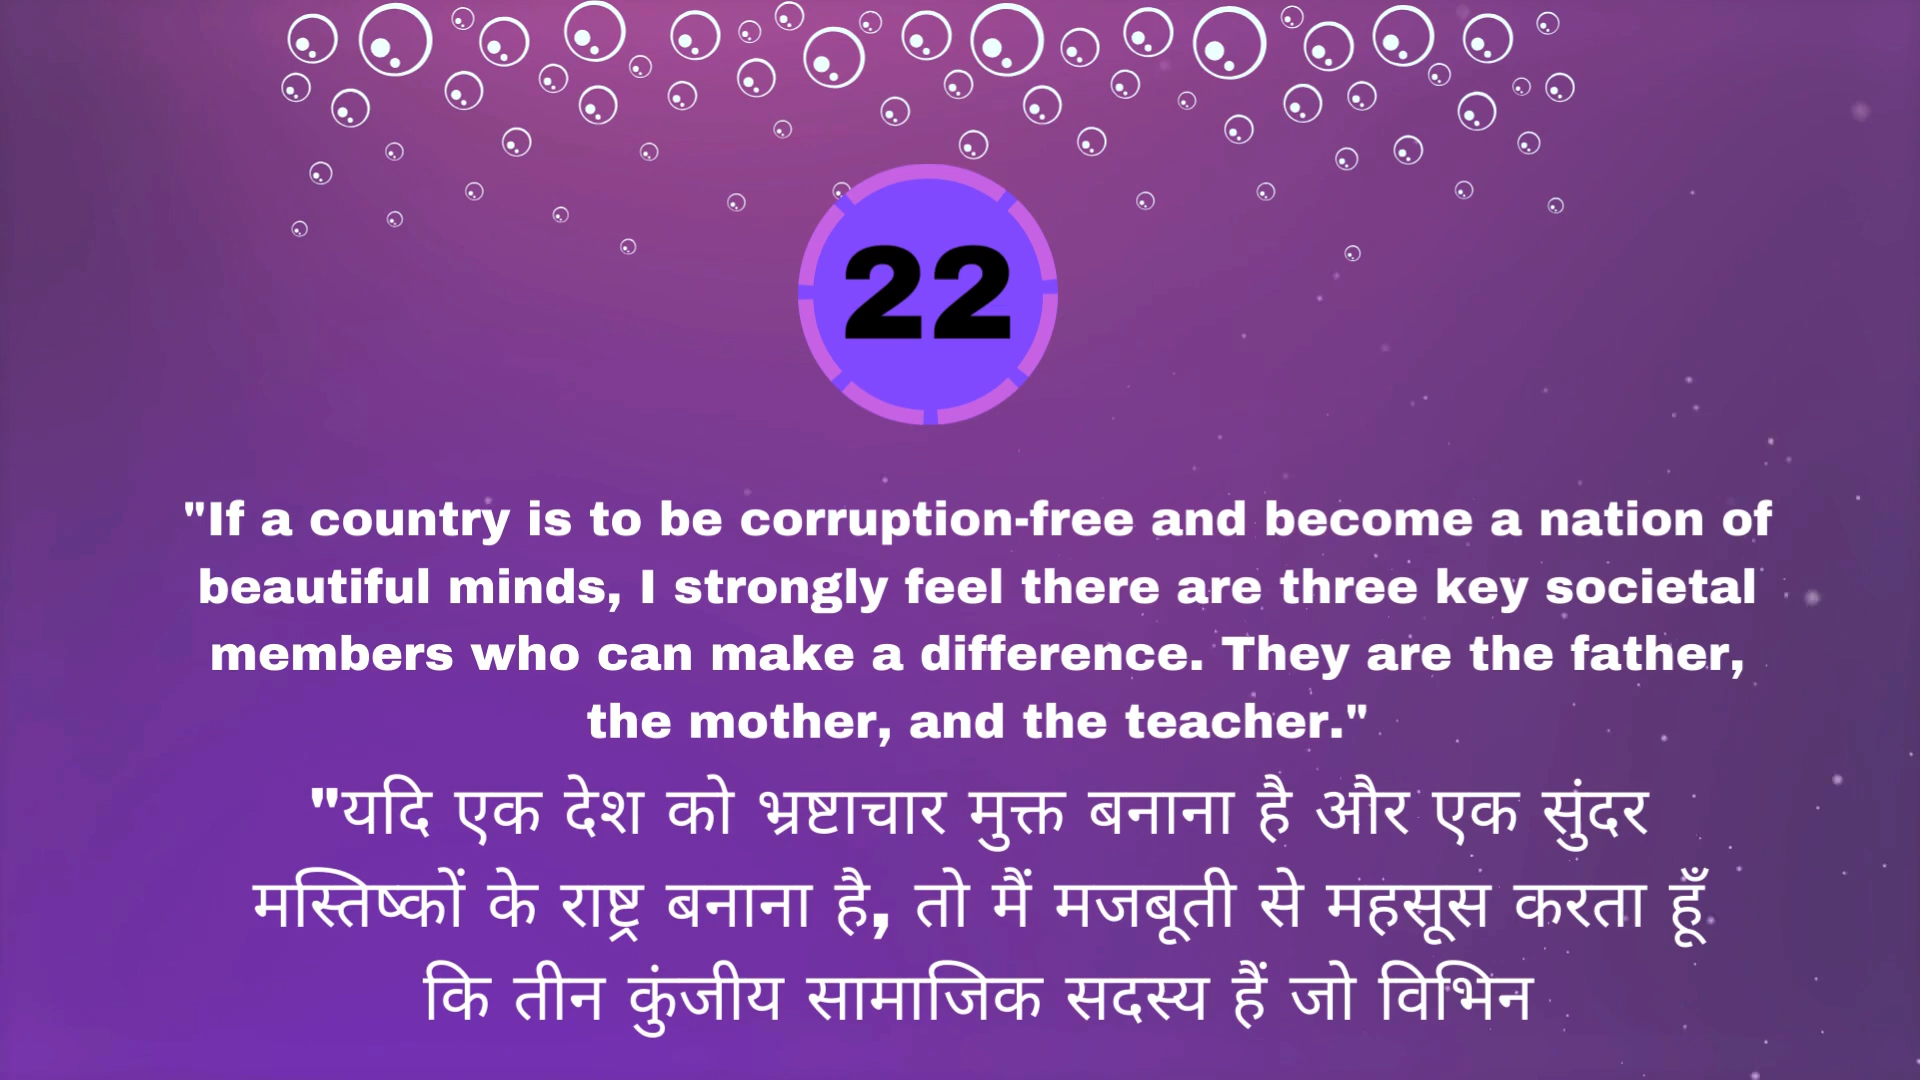 22
"If a country is to be corruption-free and become a nation of
beautiful minds, I strongly feel there are three key societal
members who can make a difference. They are the father,
the mother, and the teacher."
"यदि एक देश को भ्रष्टाचार मुक्त बनाना है और एक सुंदर
मस्तिष्कों के राष्ट्र बनाना है, तो मैं मजबूती से महसूस करता हूँ
कि तीन कुंजीय सामाजिक सदस्य हैं जो विभिन